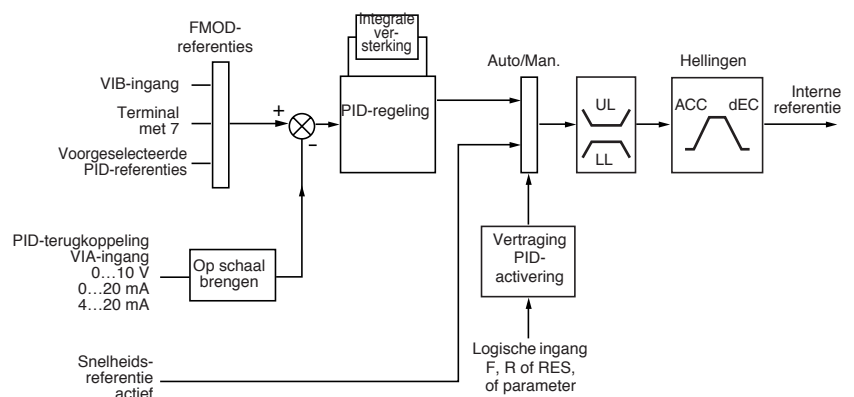 FMOD-
referenties
VIB-ingang
Terminal
met 7
Voorgeselecteerde
PID-referenties
+
-
Integrale
ver-
sterking
PID-regeling
Auto/Man.
UL
LL
Hellingen
ACC dEC
Interne
referentie
PID-terugkoppeling
VIA-ingang
0…10 V
0…20 mA
4…20 mA
Op schaal
brengen
Vertraging
PID-
activering
Logische ingang
F, R of RES,
of parameter
Snelheids-
referentie
actief